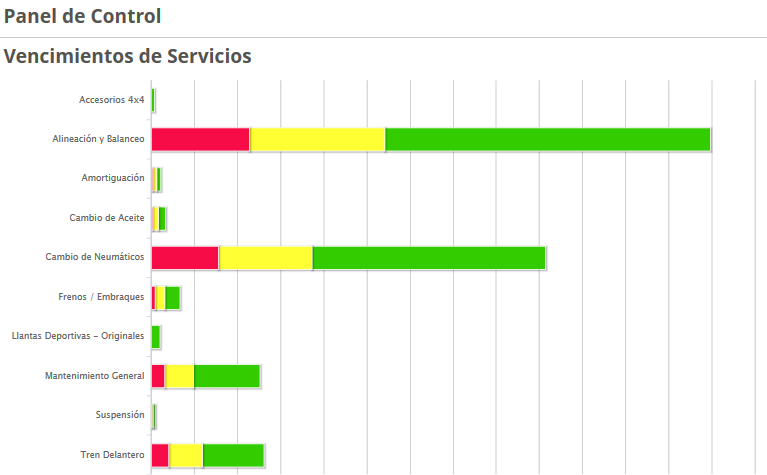 Panel de Control
Vencimientos de Servicios
Accesorios 4x4
Alineación y Balanceo
Amortiguación
Cambio de Aceite
Cambio de Neumáticos
Frenos / Embraques
Llantas Deportivas - Originales
Mantenimiento General
Suspensión
Tren Delantero